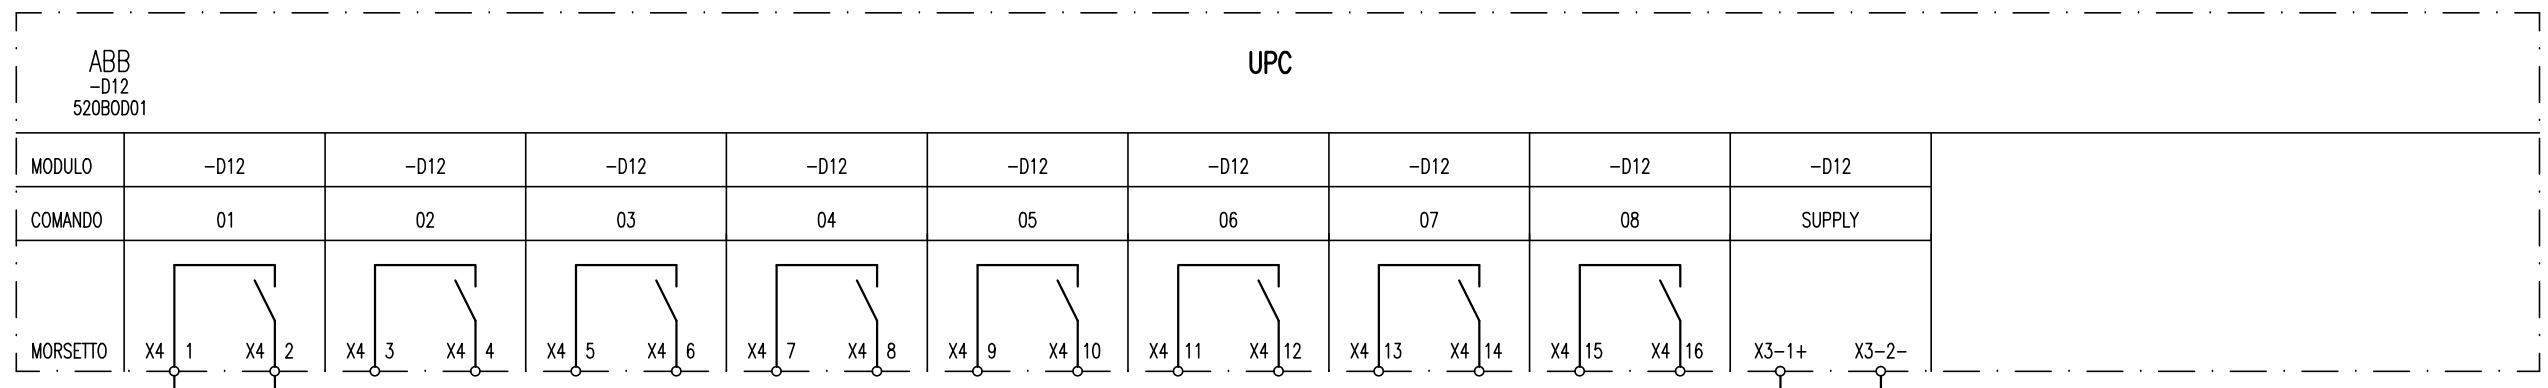 UPC
ABB
-D12
520BOD01
MODULO -D12 -D12 -D12 -D12 -D12 -D12 -D12 -D12 -D12
COMANDO 01 02 03 04 05 06 07 08 SUPPLY
MORSETTO X4 1 X4 2 X4 3 X4 4 X4 5 X4 6 X4 7 X4 8 X4 9 X4 10 X4 11 X4 12 X4 13 X4 14 X4 15 X4 16 X3-1+ X3-2-